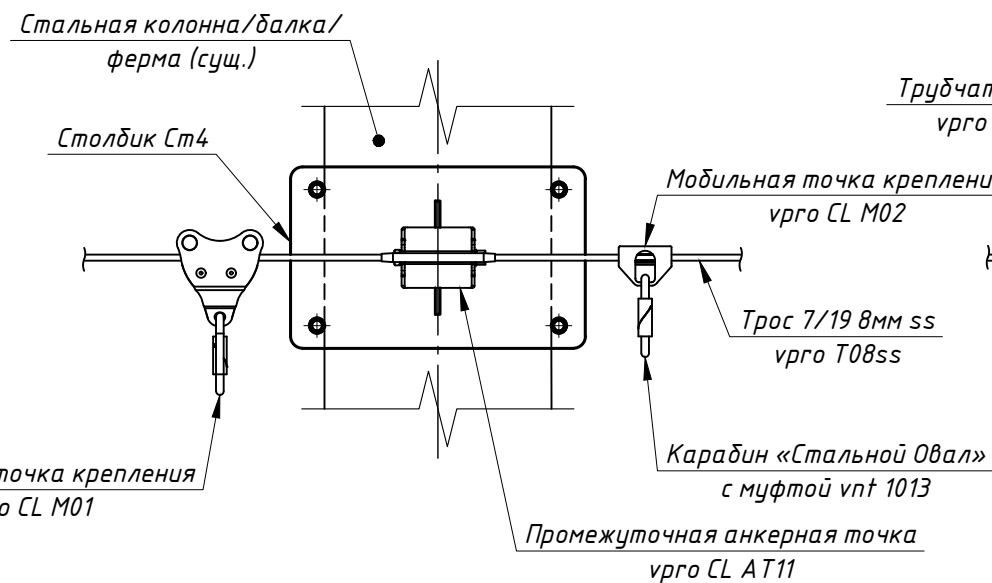 Стальная колонна/балка/
ферма (сущ.)
Столбик Ст4
vpro
Мобильная точка
vpro CL M02
Трос 7/19 8мм ss
vpro T08ss
точка крепления
CL M01
Карабин «Стальной Овал»
с муфтой vnt 1013
Промежуточная анкерная точка
vpro CL AT11